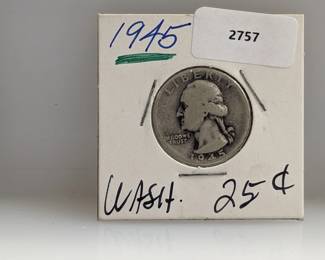 1945
2757
LIBERTY
IN GOD WE
TRUST
1945
WASH. 25¢